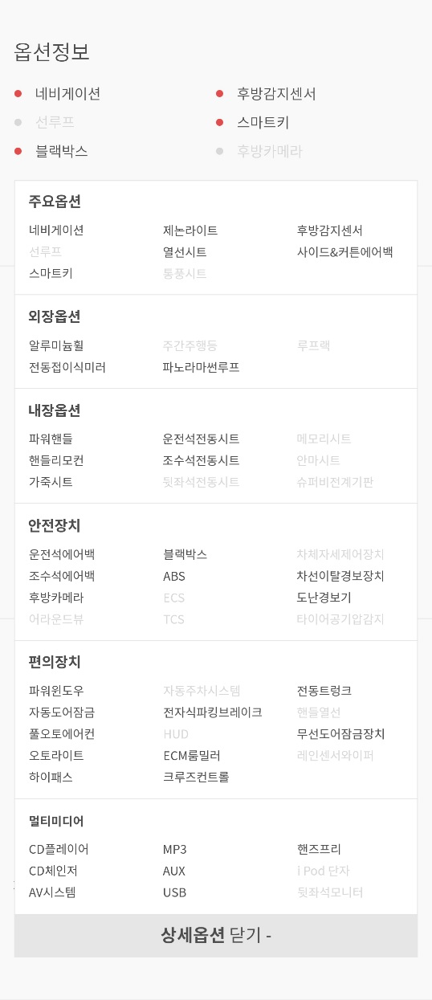 옵션정보
네비게이션 후방감지센서
선루프 스마트키
블랙박스 후방카메라
주요옵션
네비게이션 제논라이트 후방감지센서
선루프 열선시트 사이드&커튼에어백
스마트키 통풍시트
외장옵션
알루미늄휠 주간주행등 루프랙
전동접이식미러 파노라마썬루프
내장옵션
파워핸들 운전석전동시트 메모리시트
핸들리모컨 조수석전동시트 안마시트
가죽시트 뒷좌석전동시트 슈퍼비전계기판
안전장치
운전석에어백 블랙박스 차체자세제어장치
조수석에어백 ABS 차선이탈경보장치
후방카메라 ECS 도난경보기
어라운드뷰 TCS 타이어공기압감지
편의장치
파워윈도우 자동주차시스템 전동트렁크
자동도어잠금 전자식파킹브레이크 핸들열선
풀오토에어컨 HUD 무선도어잠금장치
오토라이트 ECM룸밀러 레인센서와이퍼
하이패스 크루즈컨트롤
멀티미디어
CD플레이어 MP3 핸즈프리
CD체인저 AUX i Pod 단자
AV시스템 USB 뒷좌석모니터
상세옵션 닫기 -